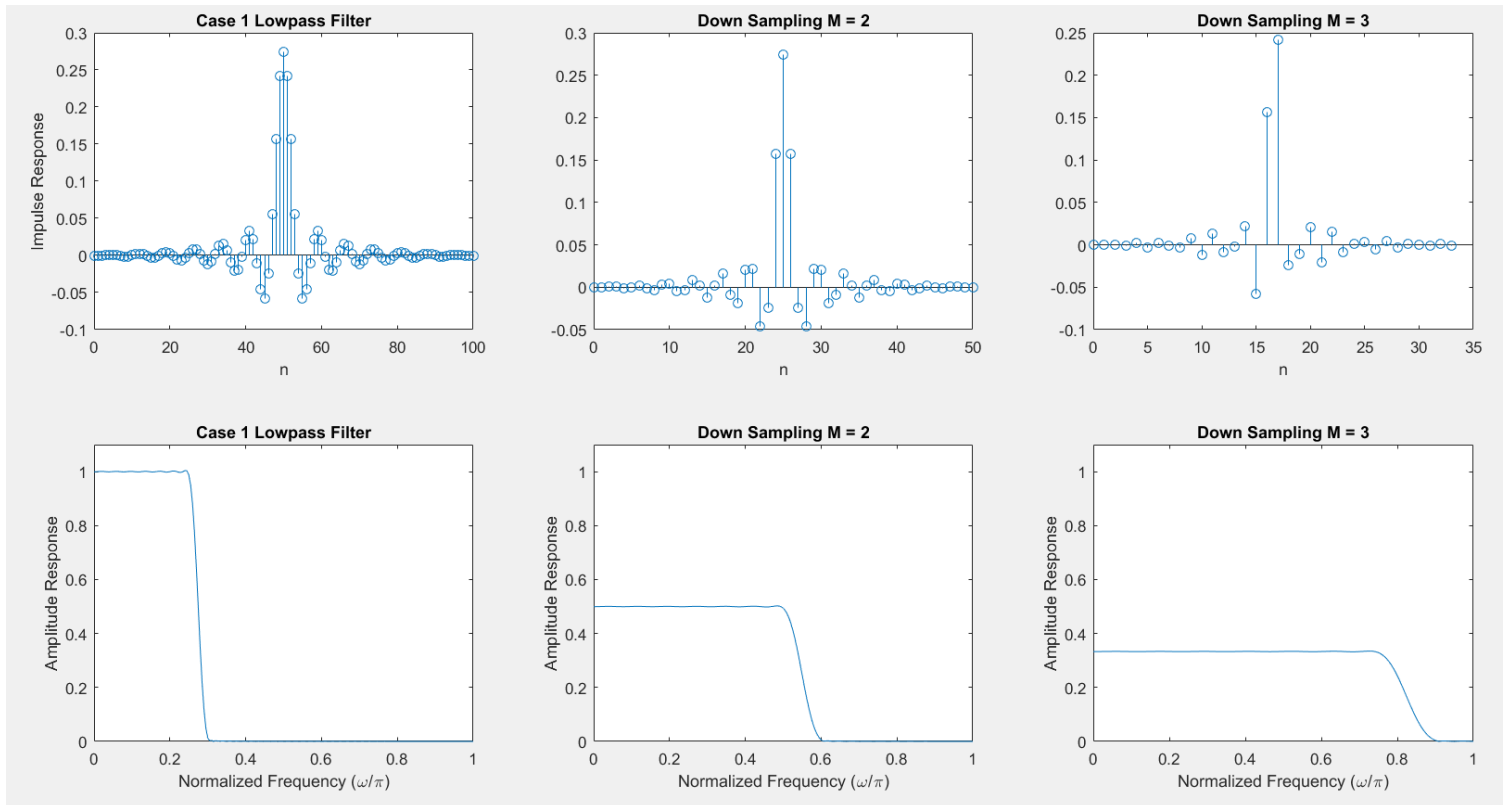 Case 1 Lowpass Filter
Impulse Response
0.3
0.25
0.2
0.15
0.1
0.05
0
-0.05
-0.1
0 20 40 60 80 100
n
Down Sampling M = 2
0.3
0.25
0.2
0.15
0.1
0.05
0
-0.05
0 10 20 30 40 50
n
Down Sampling M = 3
0.25
0.2
0.15
0.1
0.05
0
-0.05
-0.1
0 5 10 15 20 25 30 35
n
Case 1 Lowpass Filter
Amplitude Response
1
0.8
0.6
0.4
0.2
0
0 0.2 0.4 0.6 0.8 1
Normalized Frequency (ω/π)
Down Sampling M = 2
Amplitude Response
1
0.8
0.6
0.4
0.2
0
0 0.2 0.4 0.6 0.8 1
Normalized Frequency (ω/π)
Down Sampling M = 3
Amplitude Response
1
0.8
0.6
0.4
0.2
0
0 0.2 0.4 0.6 0.8 1
Normalized Frequency (ω/π)